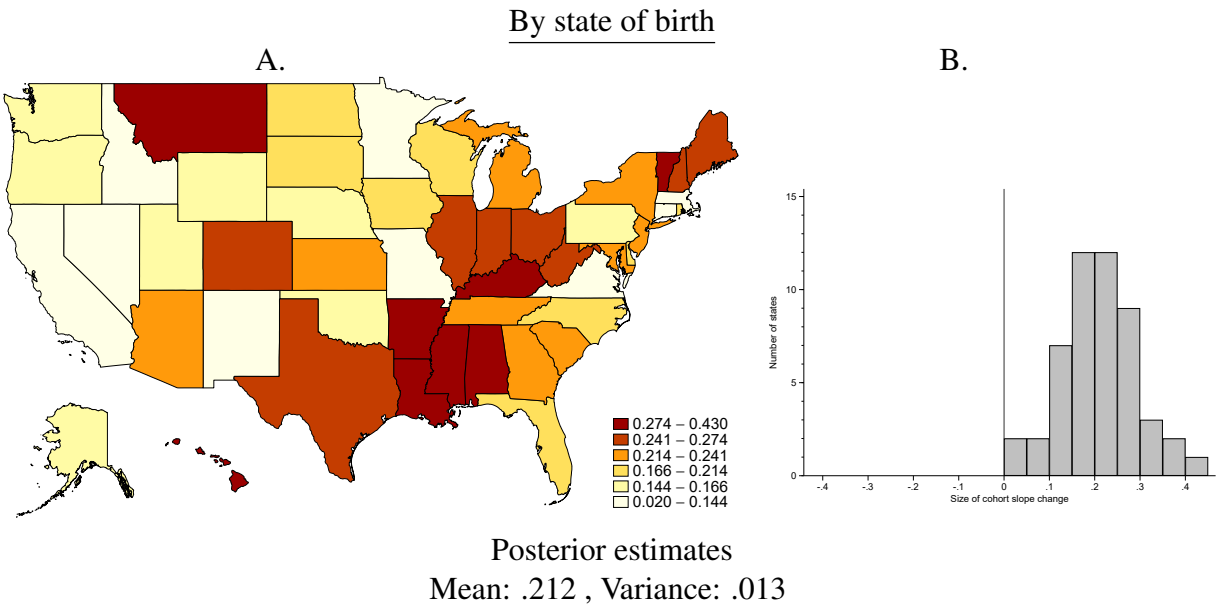 By state of birth
A.
B.
0.274 – 0.430
0.241 – 0.274
0.214 – 0.241
0.166 – 0.214
0.144 – 0.166
0.020 – 0.144
Number of states
15
10
5
0
-.4 -.3 -.2 -.1 0 .1 .2 .3 .4
Size of cohort slope change
Posterior estimates
Mean: .212 , Variance: .013